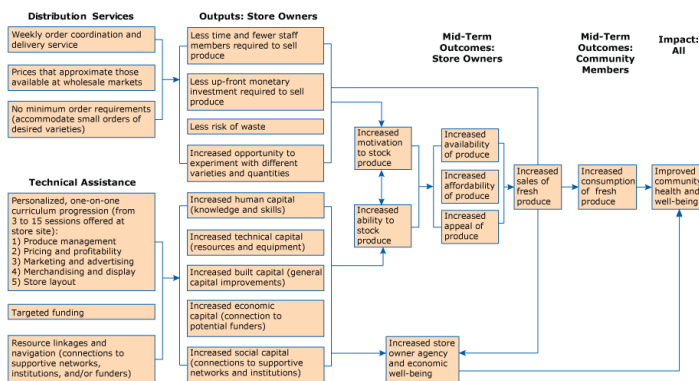 Distribution Services
Weekly order coordination and
delivery service
Prices that approximate those
available at wholesale markets
No minimum order requirements
(accommodate small orders of
desired varieties)
Technical Assistance
Personalized, one-on-one
curriculum progression (from
3 to 15 sessions offered at
store site):
1) Produce management
2) Pricing and profitability
3) Marketing and advertising
4) Merchandising and display
5) Store layout
Targeted funding
Resource linkages and
navigation (connections to
supportive networks,
institutions, and/or funders)
Outputs: Store Owners
Less time and fewer staff
members required to sell
produce
Less up-front monetary
investment required to sell
produce
Less risk of waste
Increased opportunity to
experiment with different
varieties and quantities
Increased human capital
(knowledge and skills)
Increased technical capital
(resources and equipment)
Increased built capital (general
capital improvements)
Increased economic
capital (connection to
potential funders)
Increased social capital
(connections to supportive
networks and institutions)
Increased
motivation
to stock
produce
Increased
ability to
stock
produce
Mid-Term
Outcomes:
Store Owners
Increased
availability
of produce
Increased
affordability
of produce
Increased
appeal of
produce
Increased store
owner agency
and economic
well-being
Increased
sales of
fresh
produce
Mid-Term
Outcomes:
Community
Members
Increased
consumption
of fresh
produce
Impact:
All
Improved
community
health and
well-being